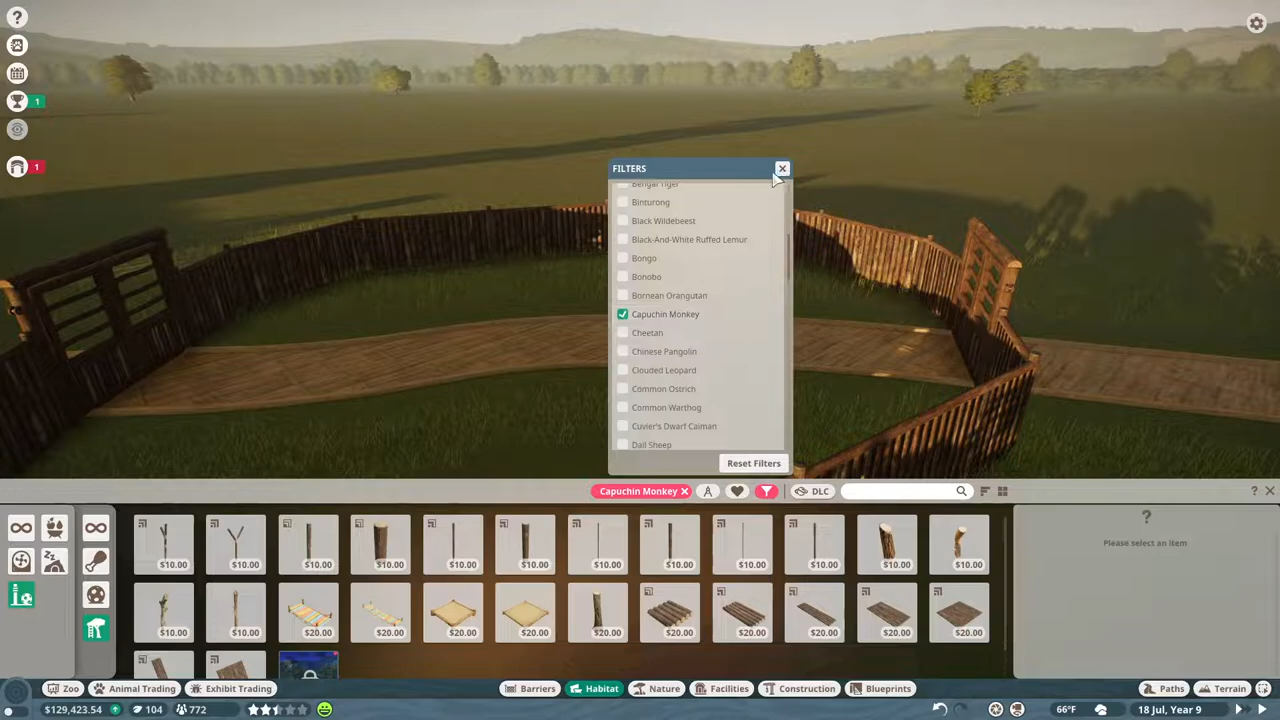 ?
1
1
FILTERS
Bengal Tiger
Binturong
Black Wildebeest
Black-And-White Ruffed Lemur
Bongo
Bonobo
Bornean Orangutan
Capuchin Monkey
Cheetah
Chinese Pangolin
Clouded Leopard
Common Ostrich
Common Warthog
Cuvier's Dwarf Caiman
Dall Sheep
Reset Filters
Capuchin Monkey
DLC
?
?
Please select an item
$10.00 $10.00 $10.00 $10.00 $10.00 $10.00 $10.00 $10.00 $10.00 $10.00 $10.00 $10.00
$10.00 $10.00 $20.00 $20.00 $20.00 $20.00 $20.00 $20.00 $20.00 $20.00 $20.00 $20.00
Zoo Animal Trading Exhibit Trading Barriers Habitat Nature Facilities Construction Blueprints Paths Terrain
$129,423.54 104 772 66°F 18 Jul, Year 9